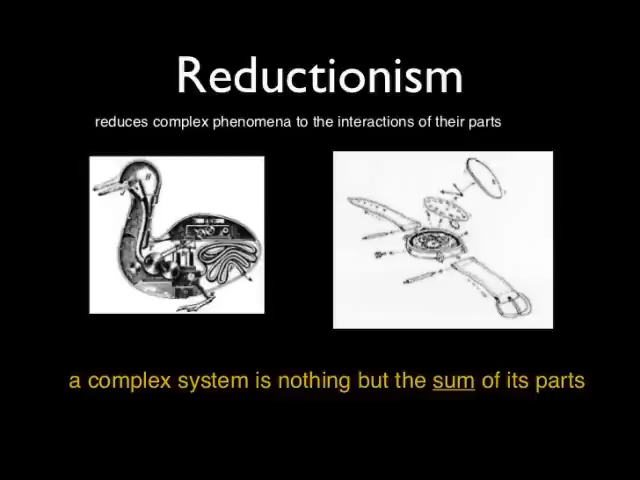 Reductionism
reduces complex phenomena to the interactions of their parts
a complex system is nothing but the sum of its parts